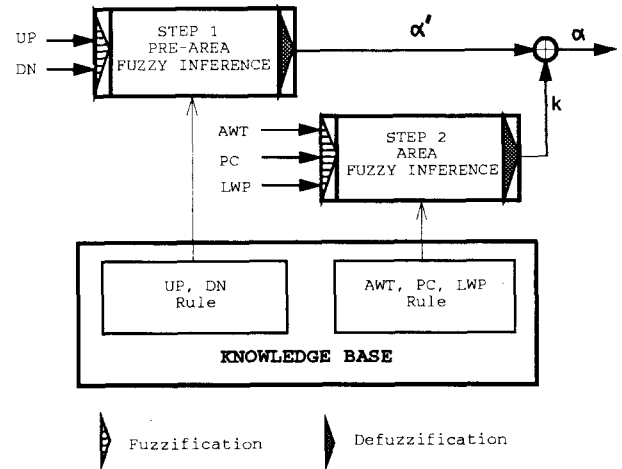 UP
DN
STEP 1
PRE-AREA
FUZZY INFERENCE
α'
α
k
AWT
PC
LWP
STEP 2
AREA
FUZZY INFERENCE
UP, DN
Rule
AWT, PC, LWP
Rule
KNOWLEDGE BASE
Fuzzification
Defuzzification